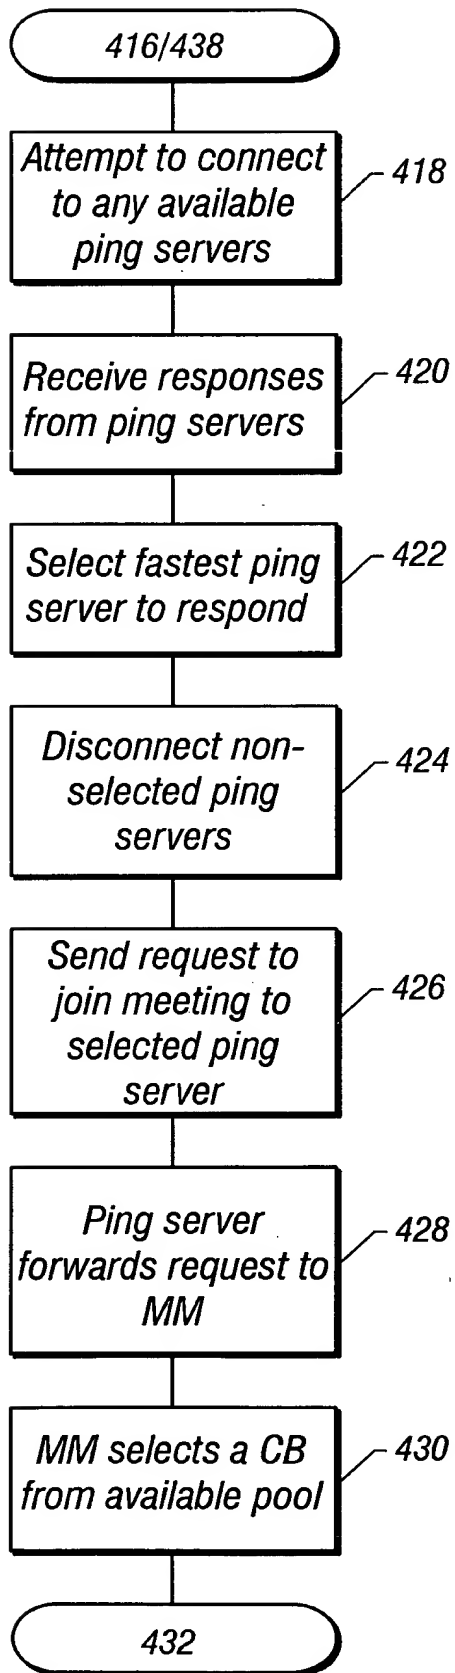 416/438
Attempt to connect
to any available
ping servers
418
Receive responses
from ping servers
420
Select fastest ping
server to respond
422
Disconnect non-
selected ping
servers
424
Send request to
join meeting to
selected ping
server
426
Ping server
forwards request to
MM
428
MM selects a CB
from available pool
430
432